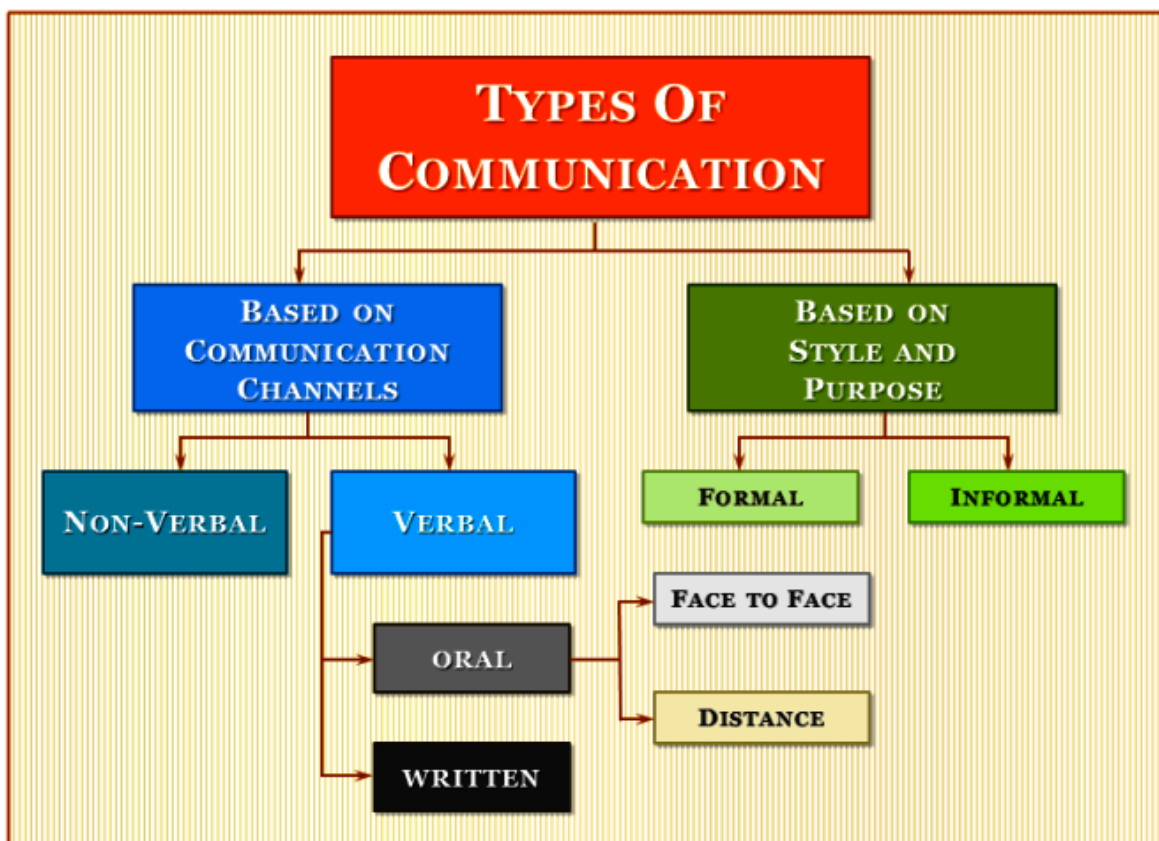 Types Of
Communication
Based on
Communication
Channels
Based on
Style and
Purpose
Non-Verbal
Verbal
Formal
Informal
Face to Face
oral
Distance
written